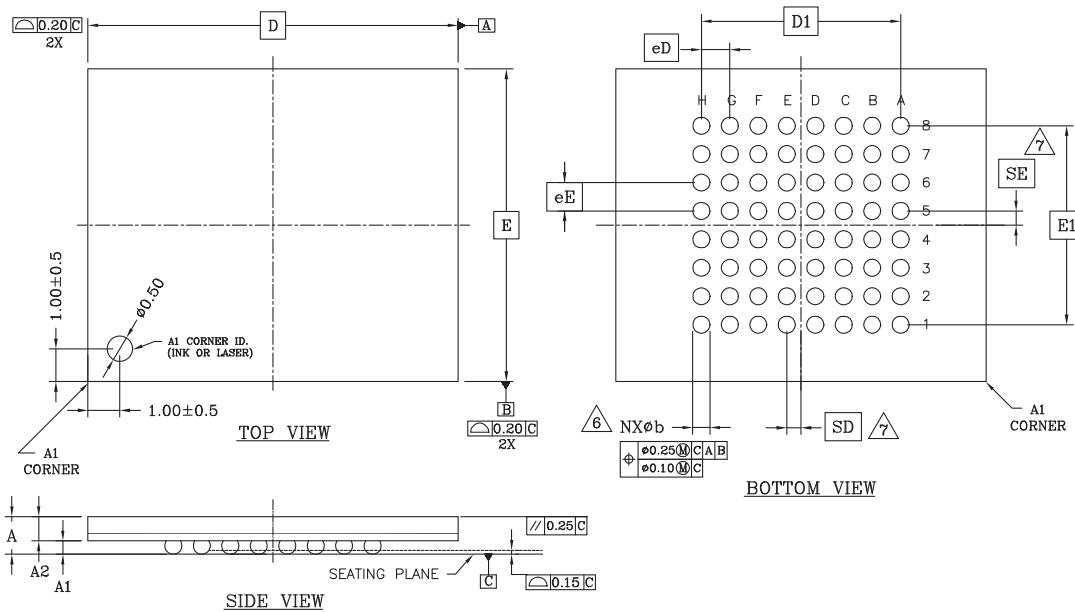 ⌓ 0.20 C
2X
D
A
E
1.00±0.5
ø0.50
A1 CORNER ID.
(INK OR LASER)
1.00±0.5
B
⌓ 0.20 C
2X
A1
CORNER
TOP VIEW
D1
eD
H G F E D C B A
8
7
6
5
4
3
2
1
eE
7
SE
E1
6 NXøb
⌖ ø0.25Ⓜ C A B
ø0.10Ⓜ C
SD 7
A1
CORNER
BOTTOM VIEW
A
A2
A1
// 0.25 C
SEATING PLANE
C
⌓ 0.15 C
SIDE VIEW